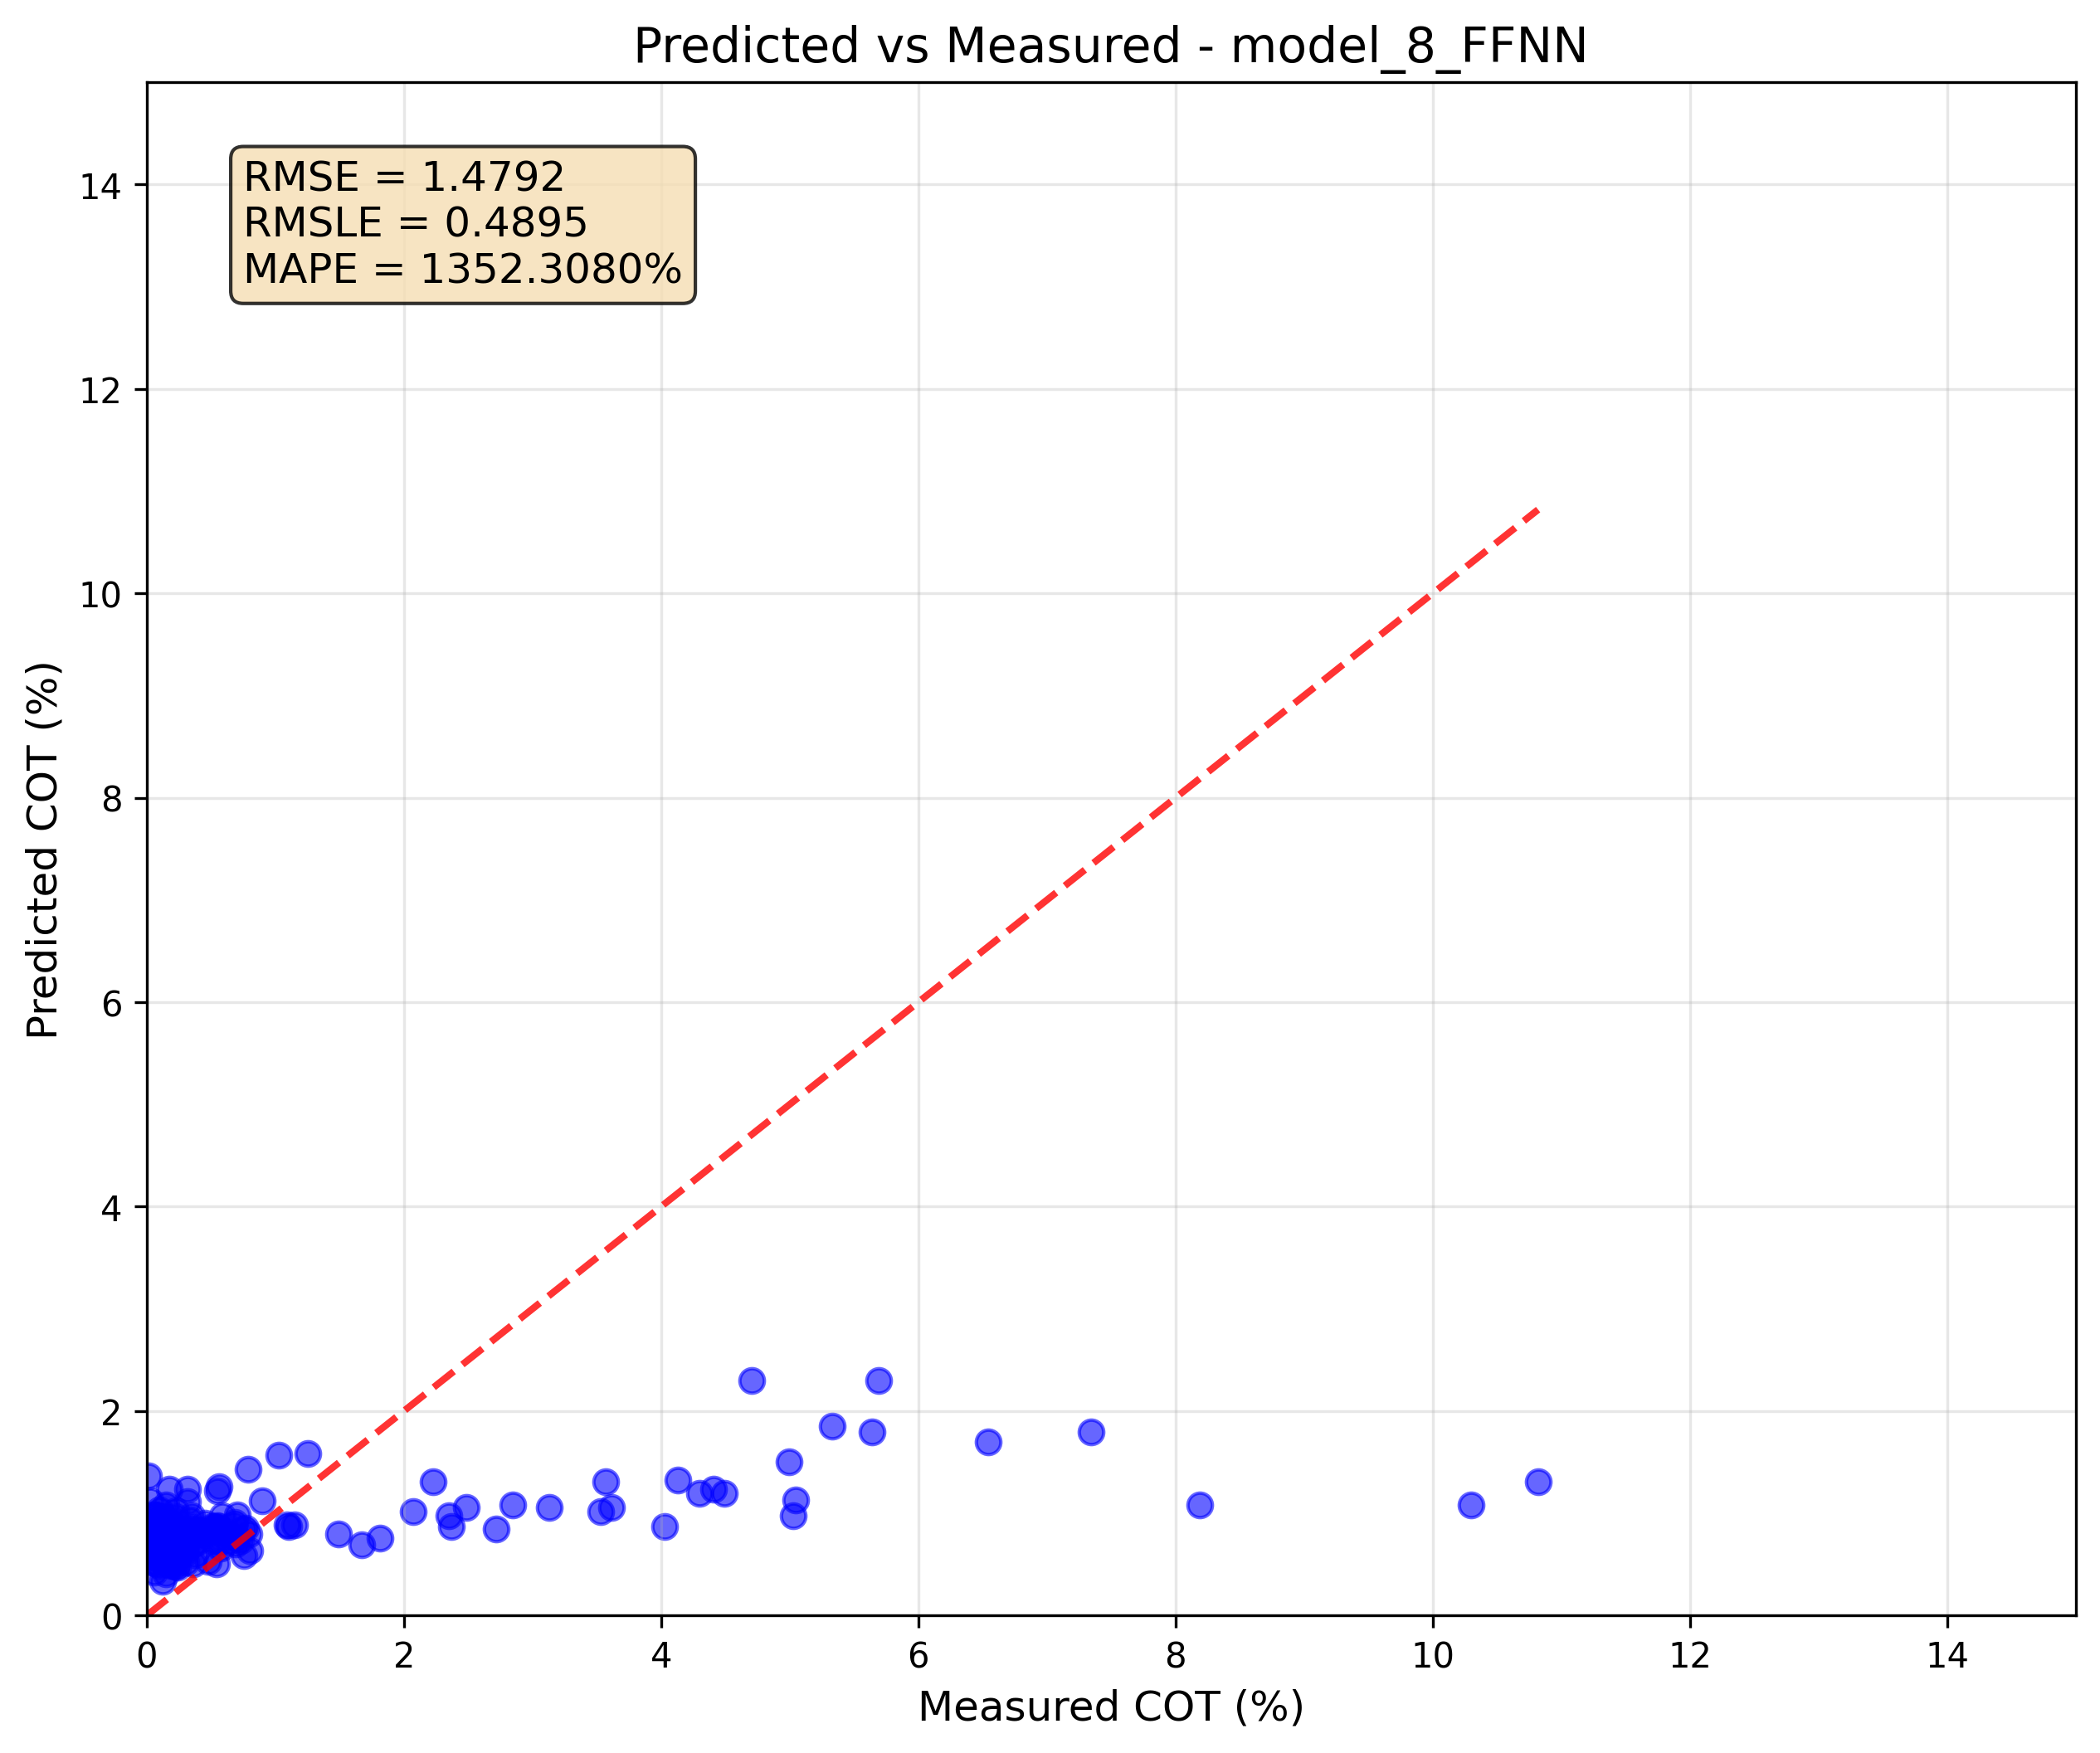 Predicted vs Measured - model_8_FFNN
RMSE = 1.4792
RMSLE = 0.4895
MAPE = 1352.3080%
Predicted COT (%)
14
12
10
8
6
4
2
0
0 2 4 6 8 10 12 14
Measured COT (%)